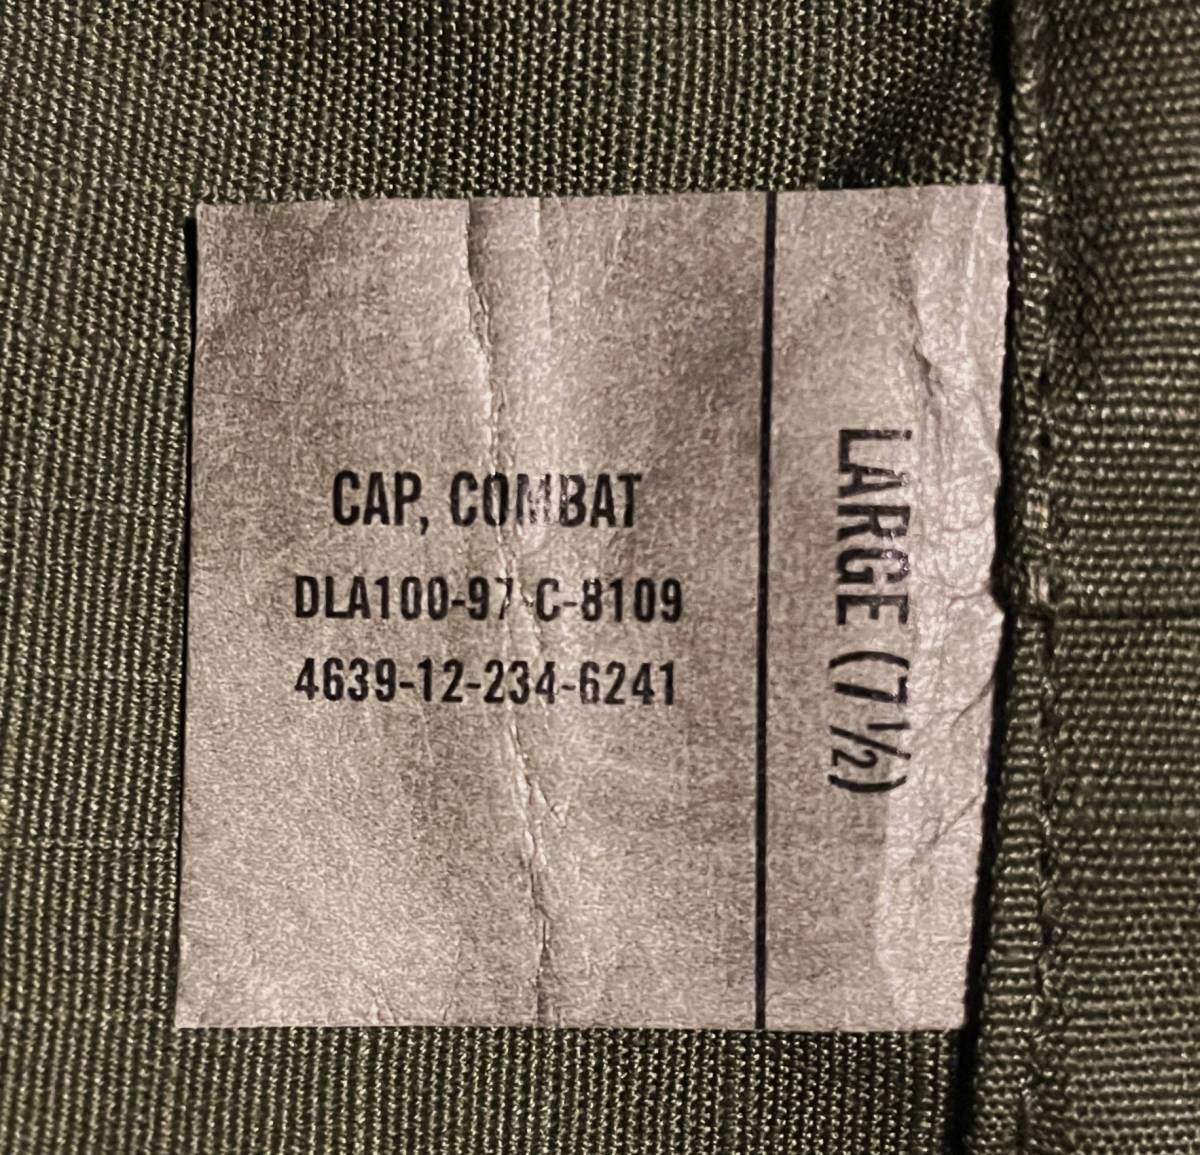 CAP, COMBAT
DLA100-97-C-8109
4639-12-234-6241
LARGE (7½)